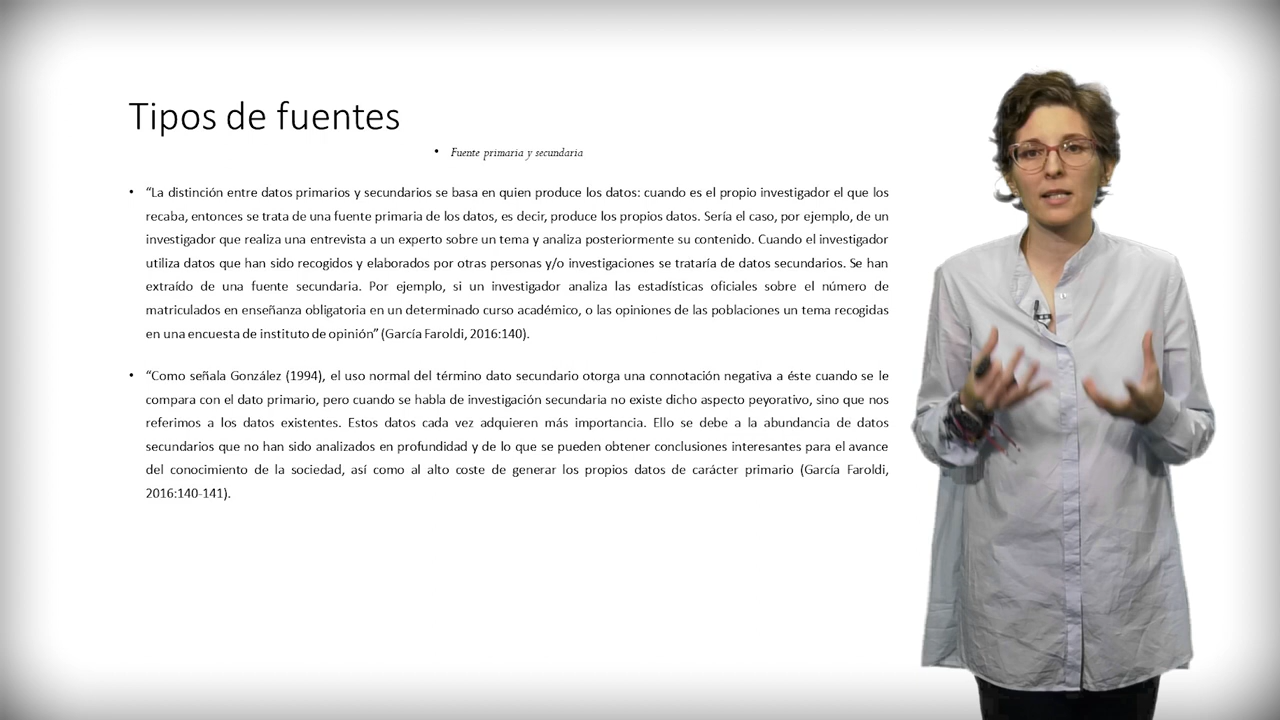 Tipos de fuentes
• Fuente primaria y secundaria
• “La distinción entre datos primarios y secundarios se basa en quien produce los datos: cuando es el propio investigador el que los
recaba, entonces se trata de una fuente primaria de los datos, es decir, produce los propios datos. Sería el caso, por ejemplo, de un
investigador que realiza una entrevista a un experto sobre un tema y analiza posteriormente su contenido. Cuando el investigador
utiliza datos que han sido recogidos y elaborados por otras personas y/o investigaciones se trataría de datos secundarios. Se han
extraído de una fuente secundaria. Por ejemplo, si un investigador analiza las estadísticas oficiales sobre el número de
matriculados en enseñanza obligatoria en un determinado curso académico, o las opiniones de las poblaciones un tema recogidas
en una encuesta de instituto de opinión” (García Faroldi, 2016:140).
• “Como señala González (1994), el uso normal del término dato secundario otorga una connotación negativa a éste cuando se le
compara con el dato primario, pero cuando se habla de investigación secundaria no existe dicho aspecto peyorativo, sino que nos
referimos a los datos existentes. Estos datos cada vez adquieren más importancia. Ello se debe a la abundancia de datos
secundarios que no han sido analizados en profundidad y de lo que se pueden obtener conclusiones interesantes para el avance
del conocimiento de la sociedad, así como al alto coste de generar los propios datos de carácter primario (García Faroldi,
2016:140-141).